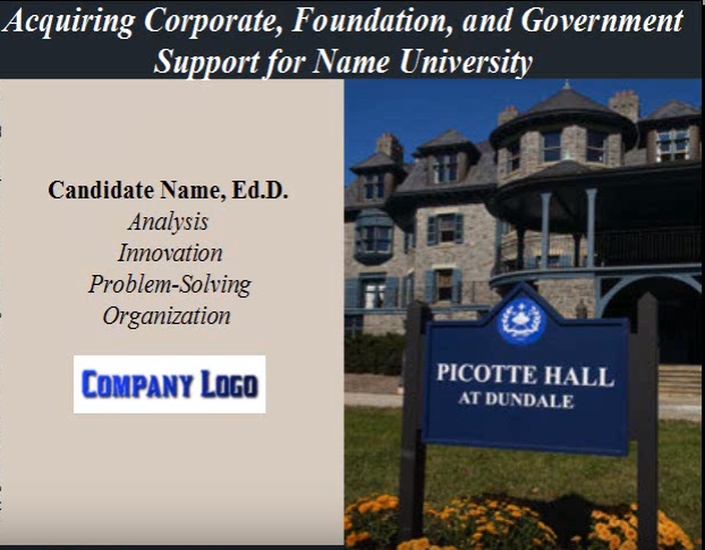 Acquiring Corporate, Foundation, and Government
Support for Name University
Candidate Name, Ed.D.
Analysis
Innovation
Problem-Solving
Organization
COMPANY LOGO
PICOTTE HALL
AT DUNDALE